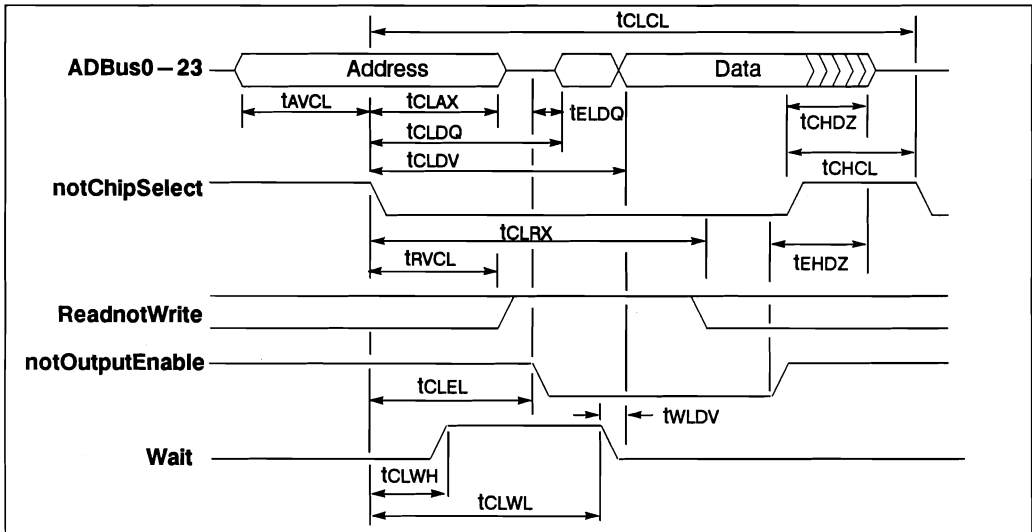 tCLCL
ADBus0–23
Address
Data
tAVCL
tCLAX
tELDQ
tCHDZ
tCLDQ
tCLDV
tCHCL
notChipSelect
tCLRX
tRVCL
tEHDZ
ReadnotWrite
notOutputEnable
tCLEL
tWLDV
Wait
tCLWH
tCLWL